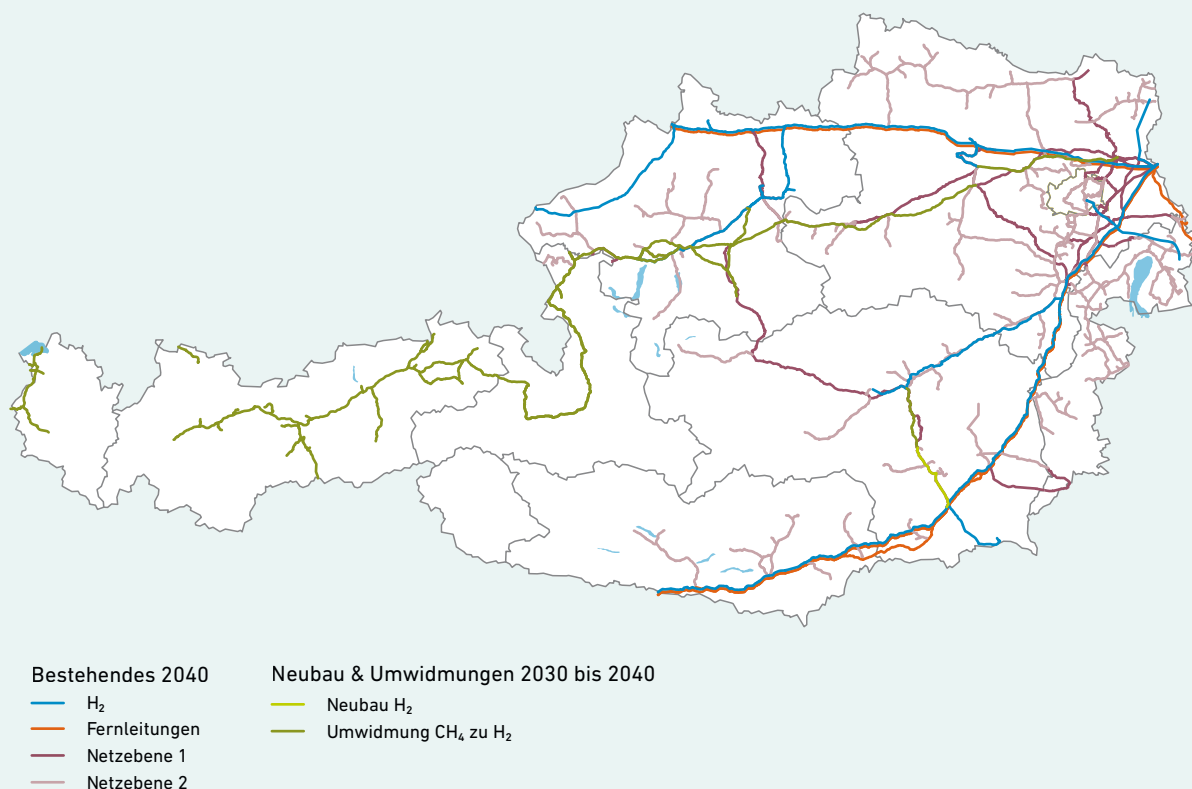 Bestehendes 2040
H₂
Fernleitungen
Netzebene 1
Netzebene 2
Neubau & Umwidmungen 2030 bis 2040
Neubau H₂
Umwidmung CH₄ zu H₂